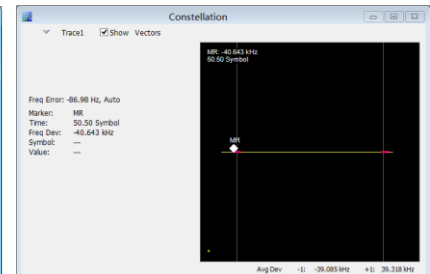 Constellation
Trace1 Show Vectors
MR: -40.643 kHz
50.50 Symbol
Freq Error: -86.98 Hz, Auto
Marker: MR
Time: 50.50 Symbol
Freq Dev: -40.643 kHz
Symbol: ---
Value: ---
MR
Avg Dev -1: -39.085 kHz +1: 39.318 kHz